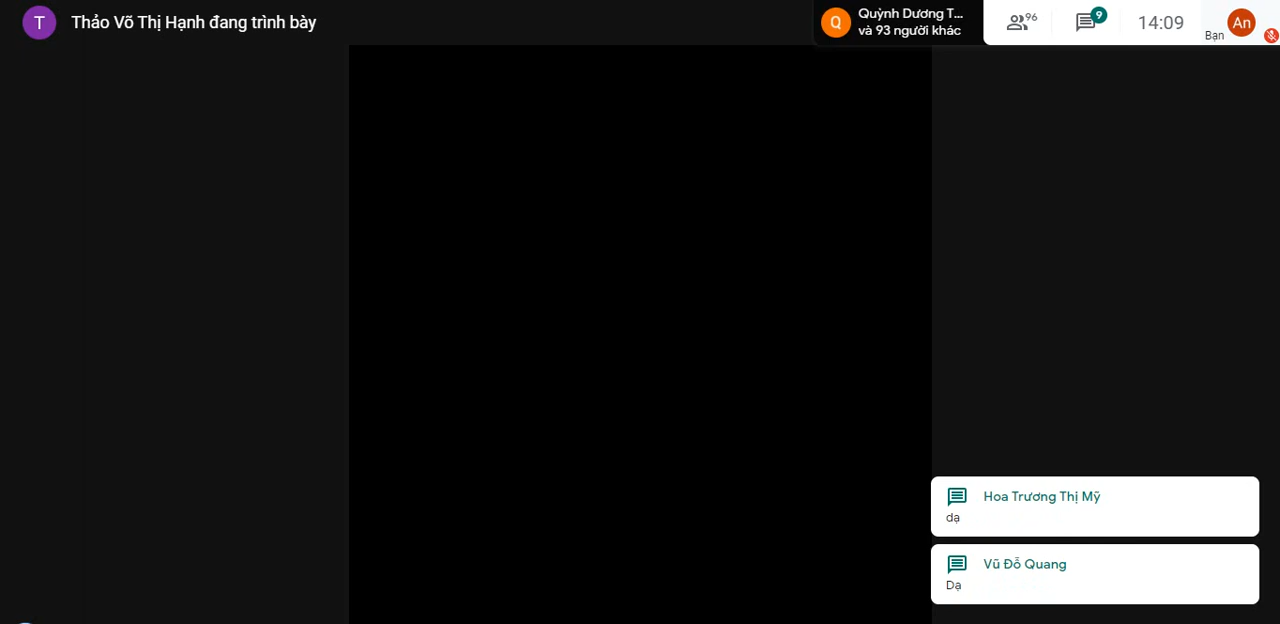 T
Thảo Võ Thị Hạnh đang trình bày
Q
Quỳnh Dương T...
và 93 người khác
96
9
14:09
Bạn
An
Hoa Trương Thị Mỹ
dạ
Vũ Đỗ Quang
Dạ